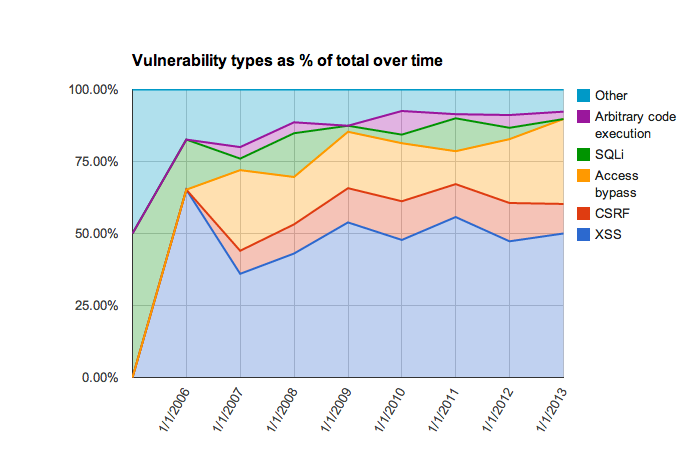 Vulnerability types as % of total over time
100.00%
75.00%
50.00%
25.00%
0.00%
1/1/2006
1/1/2007
1/1/2008
1/1/2009
1/1/2010
1/1/2011
1/1/2012
1/1/2013
Other
Arbitrary code
execution
SQLi
Access
bypass
CSRF
XSS